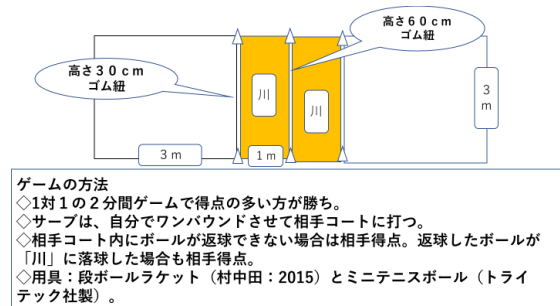 高さ６０ｃｍ
ゴム紐
高さ３０ｃｍ
ゴム紐
川
川
３ｍ
３ｍ
１ｍ
ゲームの方法
◇1対１の２分間ゲームで得点の多い方が勝ち。
◇サーブは、自分でワンバウンドさせて相手コートに打つ。
◇相手コート内にボールが返球できない場合は相手得点。返球したボールが
「川」に落球した場合も相手得点。
◇用具：段ボールラケット（村中田：2015）とミニテニスボール（トライ
テック社製）。